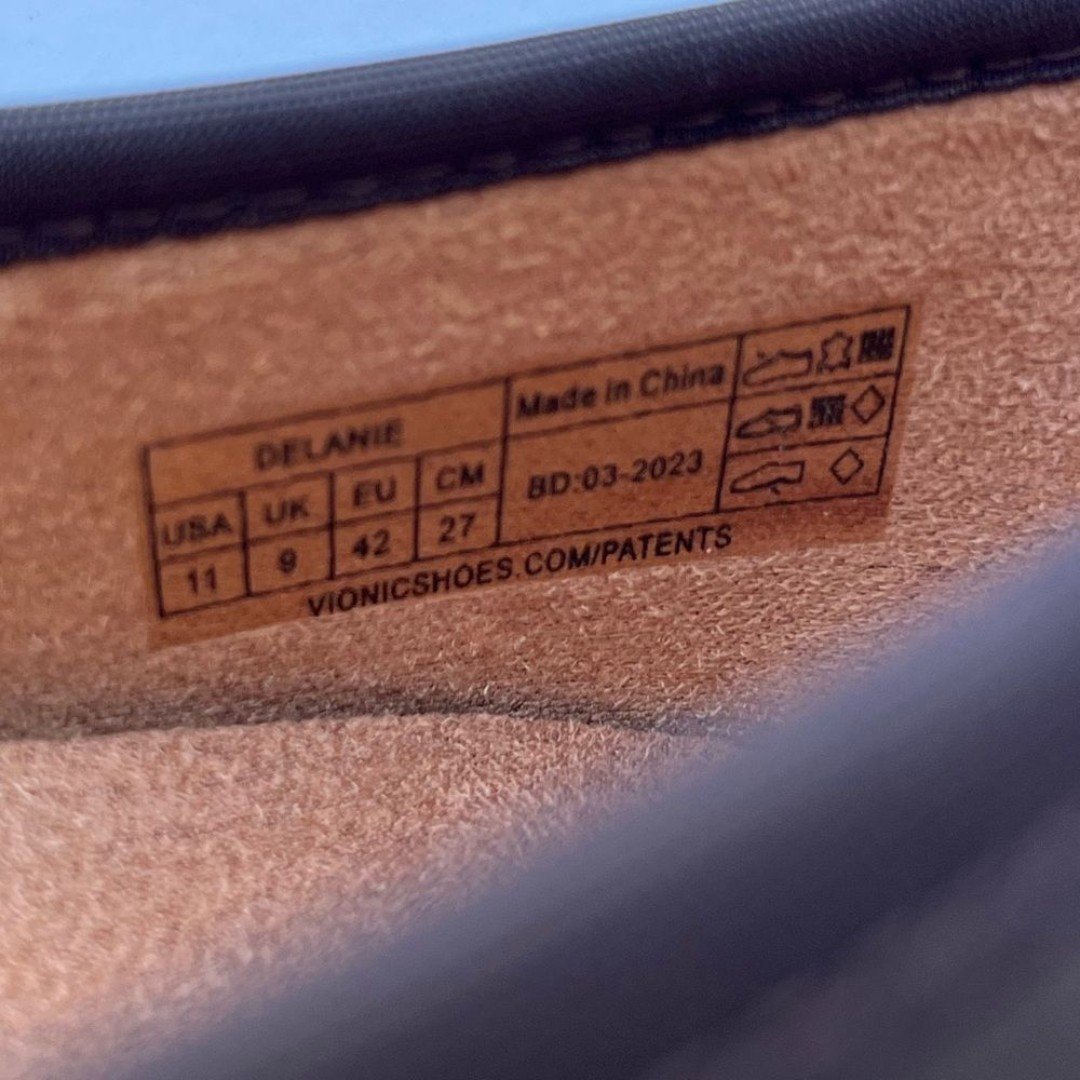 DELANIE
USA UK EU CM
11 9 42 27
Made in China
BD:03-2023
VIONICSHOES.COM/PATENTS